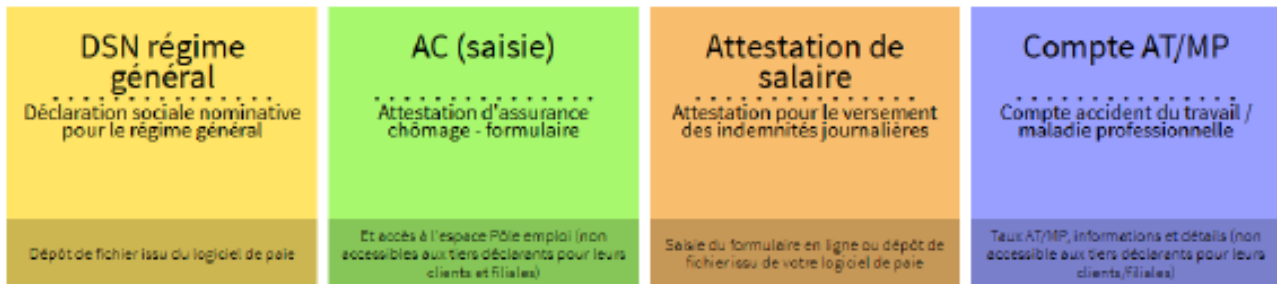 DSN régime
général
Déclaration sociale nominative
pour le régime général
Dépôt de fichier issu du logiciel de paie
AC (saisie)
Attestation d'assurance
chômage - formulaire
Et accès à l'espace Pôle emploi (non
accessibles aux tiers déclarants pour leurs
clients et filiales)
Attestation de
salaire
Attestation pour le versement
des indemnités journalières
Saisie du formulaire en ligne ou dépôt de
fichier issu de votre logiciel de paie
Compte AT/MP
Compte accident du travail /
maladie professionnelle
Taux AT/MP, informations et détails (non
accessible aux tiers déclarants pour leurs
clients/filiales)